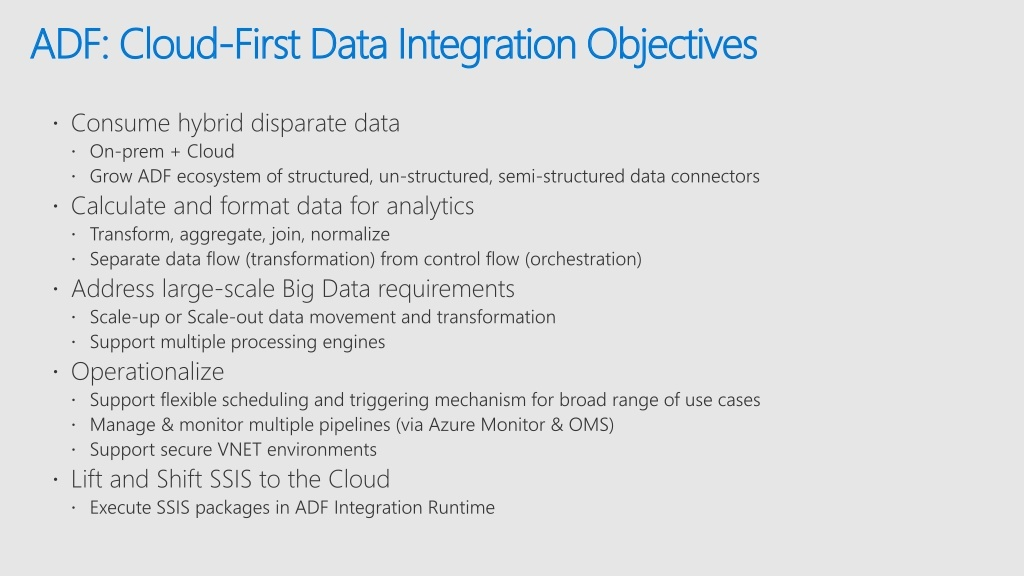 ADF: Cloud-First Data Integration Objectives
· Consume hybrid disparate data
· On-prem + Cloud
· Grow ADF ecosystem of structured, un-structured, semi-structured data connectors
· Calculate and format data for analytics
· Transform, aggregate, join, normalize
· Separate data flow (transformation) from control flow (orchestration)
· Address large-scale Big Data requirements
· Scale-up or Scale-out data movement and transformation
· Support multiple processing engines
· Operationalize
· Support flexible scheduling and triggering mechanism for broad range of use cases
· Manage & monitor multiple pipelines (via Azure Monitor & OMS)
· Support secure VNET environments
· Lift and Shift SSIS to the Cloud
· Execute SSIS packages in ADF Integration Runtime